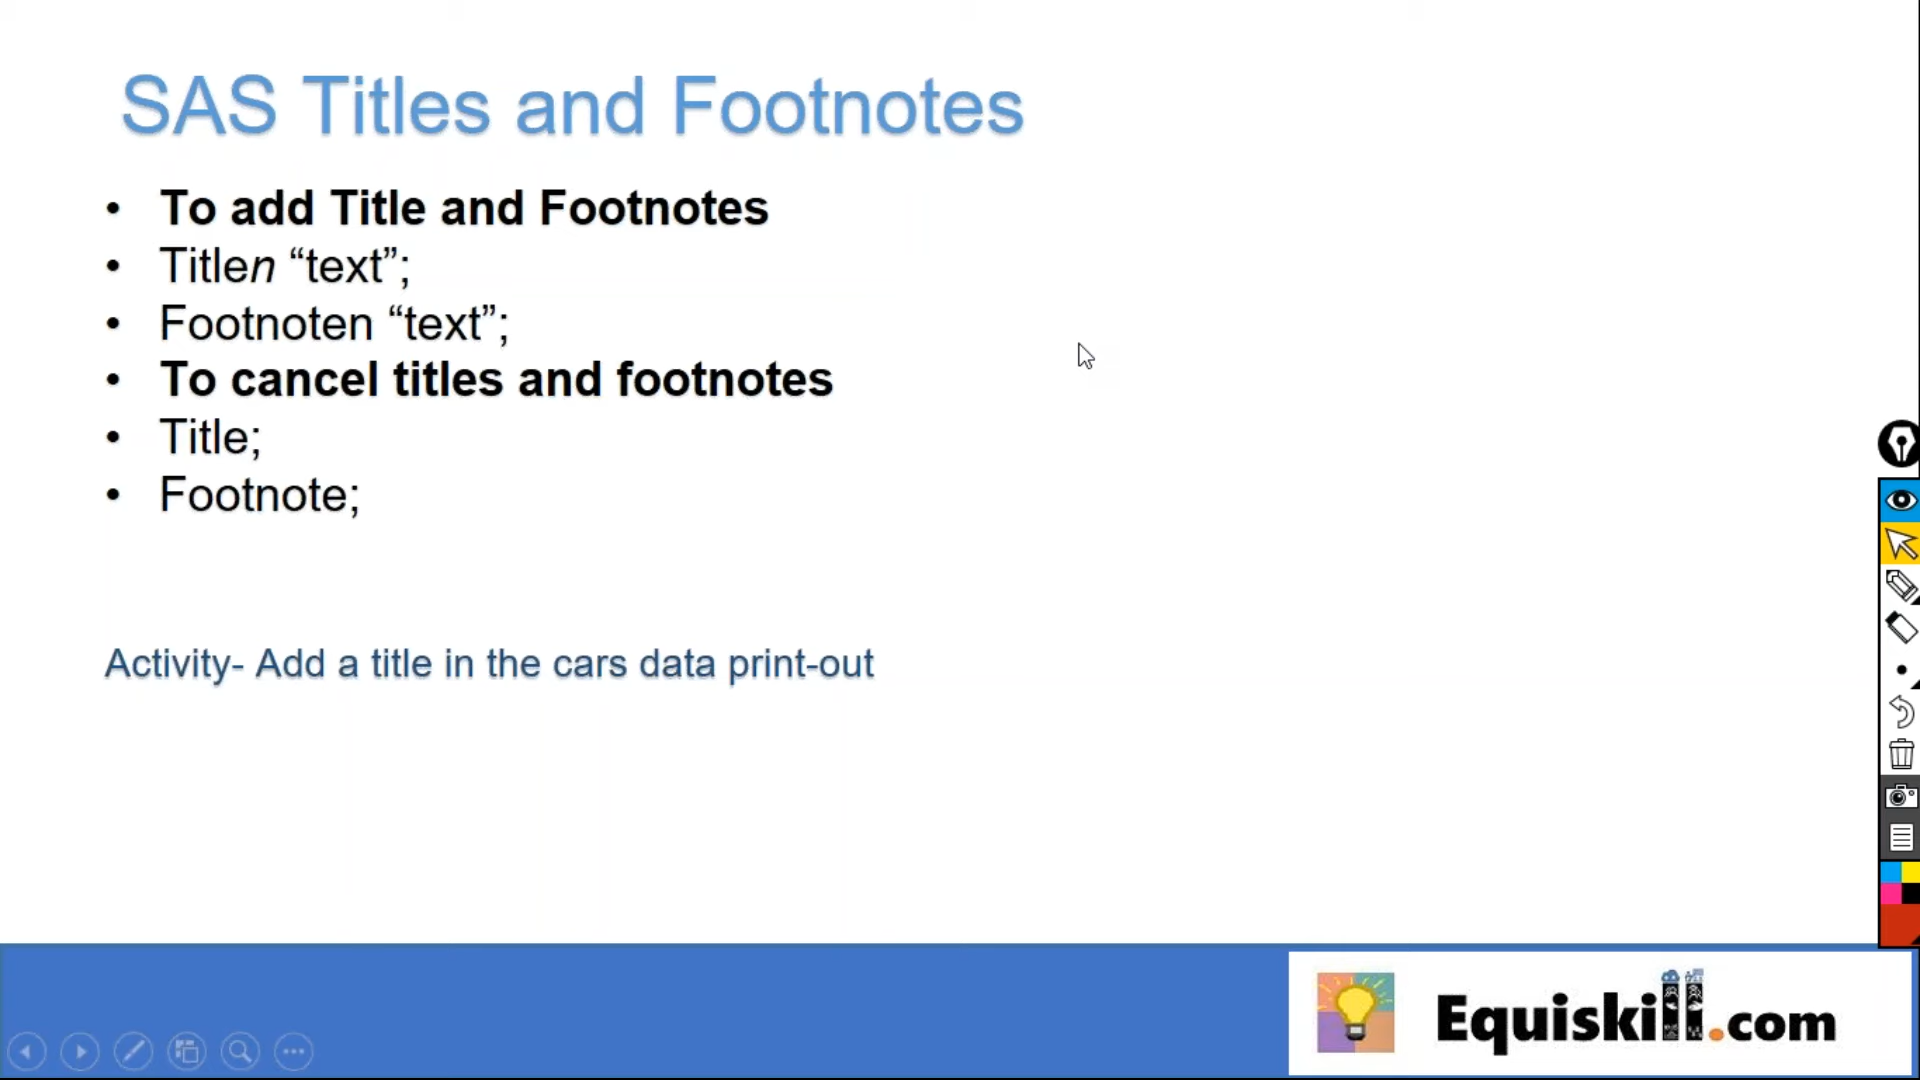 SAS Titles and Footnotes
• To add Title and Footnotes
• Titlen “text”;
• Footnoten “text”;
• To cancel titles and footnotes
• Title;
• Footnote;
Activity- Add a title in the cars data print-out
Equiskill.com